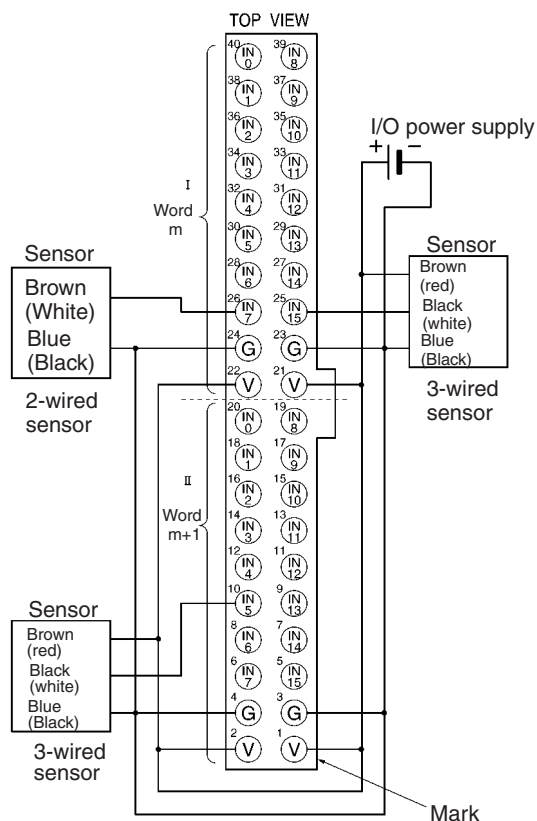 TOP VIEW
40 IN 0 39 IN 8
38 IN 1 37 IN 9
36 IN 2 35 IN 10
34 IN 3 33 IN 11
32 IN 4 31 IN 12
30 IN 5 29 IN 13
28 IN 6 27 IN 14
26 IN 7 25 IN 15
24 G 23 G
22 V 21 V
20 IN 0 19 IN 8
18 IN 1 17 IN 9
16 IN 2 15 IN 10
14 IN 3 13 IN 11
12 IN 4 11 IN 12
10 IN 5 9 IN 13
8 IN 6 7 IN 14
6 IN 7 5 IN 15
4 G 3 G
2 V 1 V
I
Word
m
II
Word
m+1
Sensor
Brown
(White)
Blue
(Black)
2-wired
sensor
Sensor
Brown
(red)
Black
(white)
Blue
(Black)
3-wired
sensor
I/O power supply
+ −
Sensor
Brown
(red)
Black
(white)
Blue
(Black)
3-wired
sensor
Mark